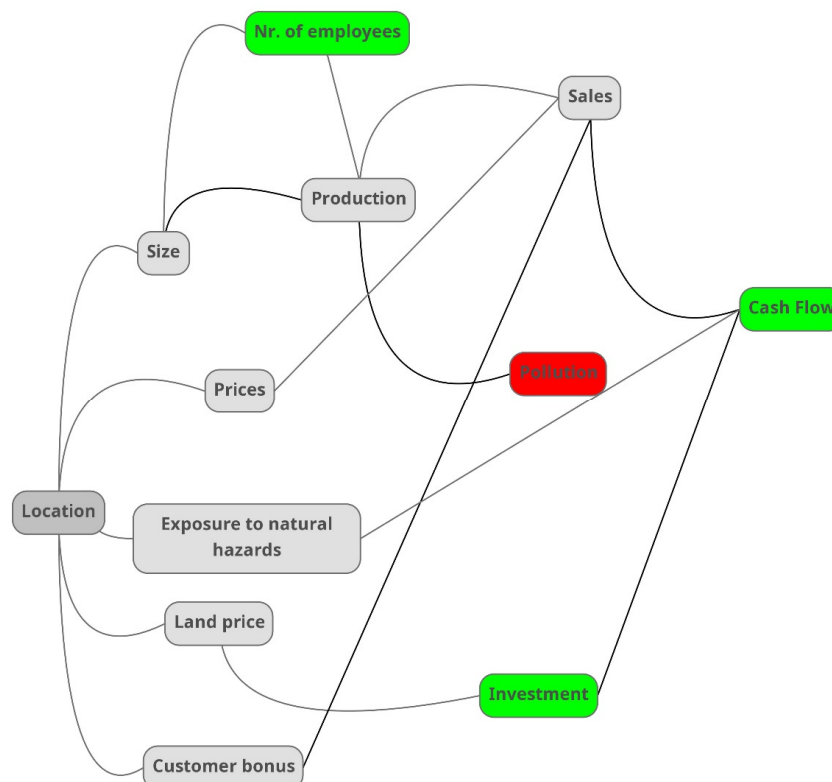 Nr. of employees
Sales
Production
Size
Cash Flow
Pollution
Prices
Location
Exposure to natural
hazards
Land price
Investment
Customer bonus